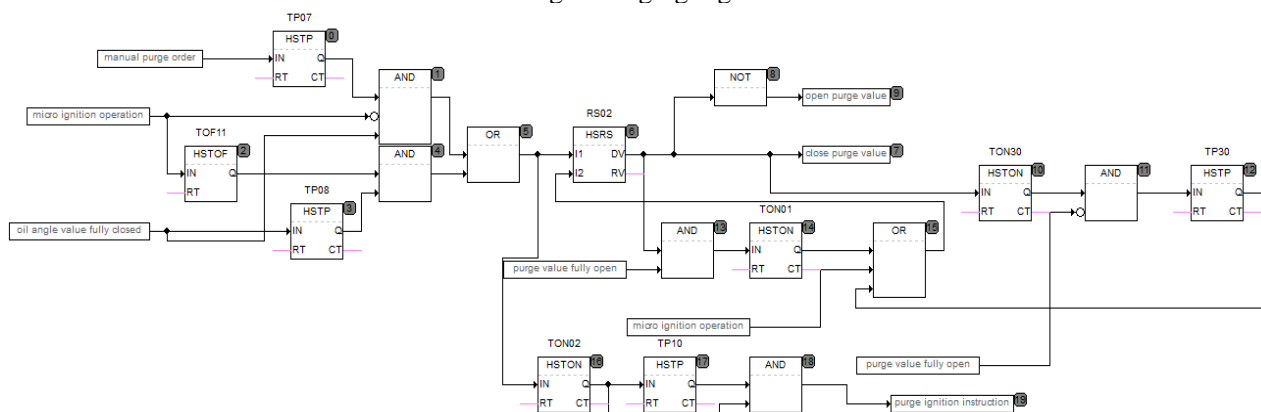 TP07
HSTP 0
manual purge order
IN Q
RT CT
AND 1
micro ignition operation
TOF11
HSTOF 2
IN Q
RT
AND 4
TP08
HSTP 3
oil angle value fully closed
IN Q
RT CT
OR 5
RS02
HSRS 6
I1 DV
I2 RV
NOT 8
open purge value 9
close purge value 7
TON30
HSTON 10
IN Q
RT CT
AND 11
TP30
HSTP 12
IN Q
RT CT
AND 13
purge value fully open
TON01
HSTON 14
IN Q
RT CT
OR 15
micro ignition operation
purge value fully open
TON02
HSTON 16
IN Q
RT CT
TP10
HSTP 17
IN Q
RT CT
AND 18
purge ignition instruction 19